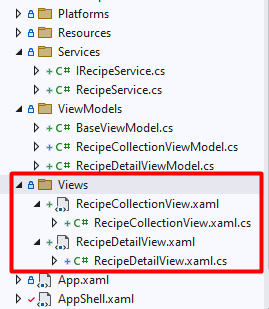 Platforms
Resources
Services
C# IRecipeService.cs
C# RecipeService.cs
ViewModels
C# BaseViewModel.cs
C# RecipeCollectionViewModel.cs
C# RecipeDetailViewModel.cs
Views
RecipeCollectionView.xaml
C# RecipeCollectionView.xaml.cs
RecipeDetailView.xaml
C# RecipeDetailView.xaml.cs
App.xaml
AppShell.xaml